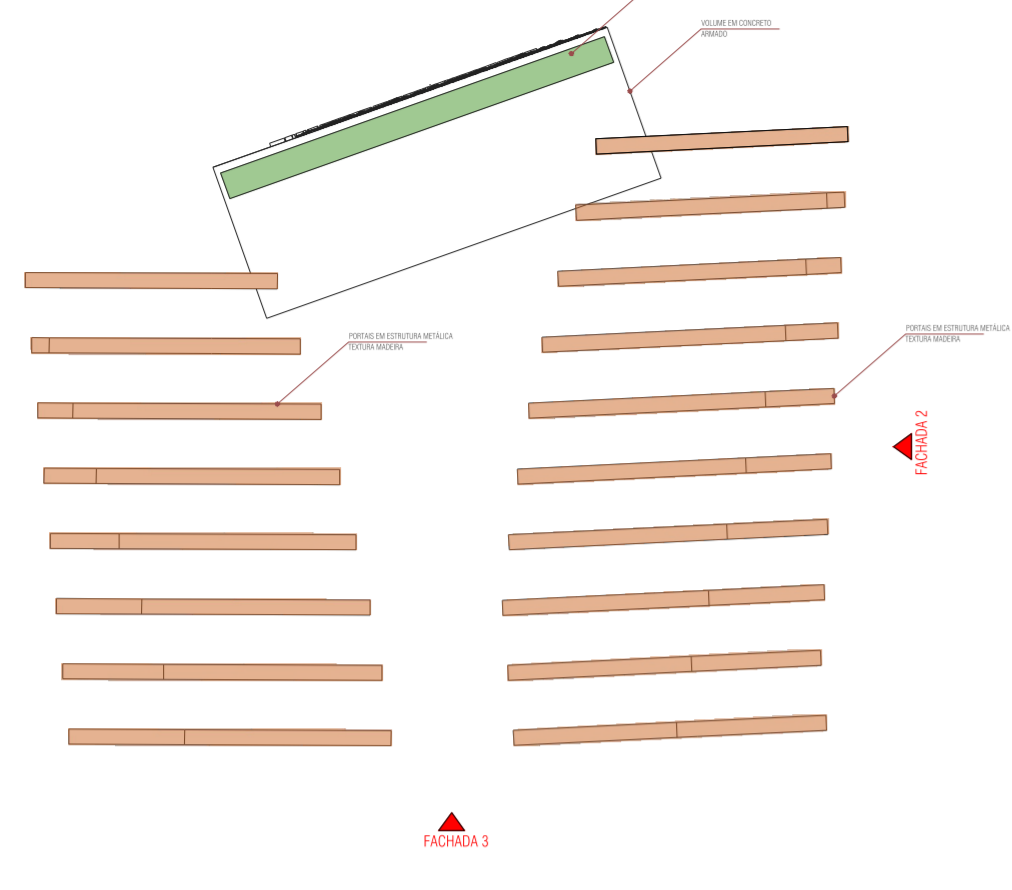 VOLUME EM CONCRETO
ARMADO
PORTAIS EM ESTRUTURA METÁLICA
TEXTURA MADEIRA
PORTAIS EM ESTRUTURA METÁLICA
TEXTURA MADEIRA
FACHADA 2
FACHADA 3